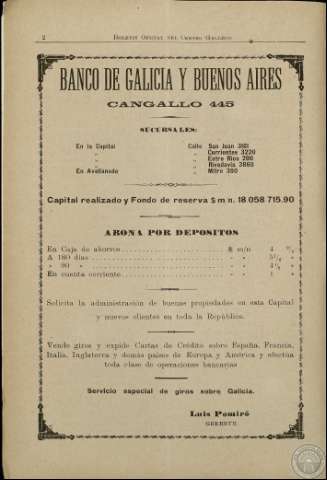 2
BOLETIN OFICIAL DEL CENTRO GALLEGO
BANCO DE GALICIA Y BUENOS AIRES
CANGALLO 445
SUCURSALES:
En la Capital Calle San Juan 3101
" " Corrientes 3220
" " Entre Rios 200
" " Rivadavia 3860
En Avellaneda " Mitre 300
Capital realizado y Fondo de reserva $ m n. 18.058.715.90
ABONA POR DEPOSITOS
En Caja de ahorros $ m/n 4 %
A 180 días " "
" 90 " " "
En cuenta corriente " " 1 "
Solicita la administración de buenas propiedades en esta Capital
y nuevos clientes en toda la República.
Vende giros y expide Cartas de Crédito sobre España, Francia,
Italia, Inglaterra y demás países de Europa y América y efectúa
toda clase de operaciones bancarias
Servicio especial de giros sobre Galicia.
Luis Pomiró
GERENTE